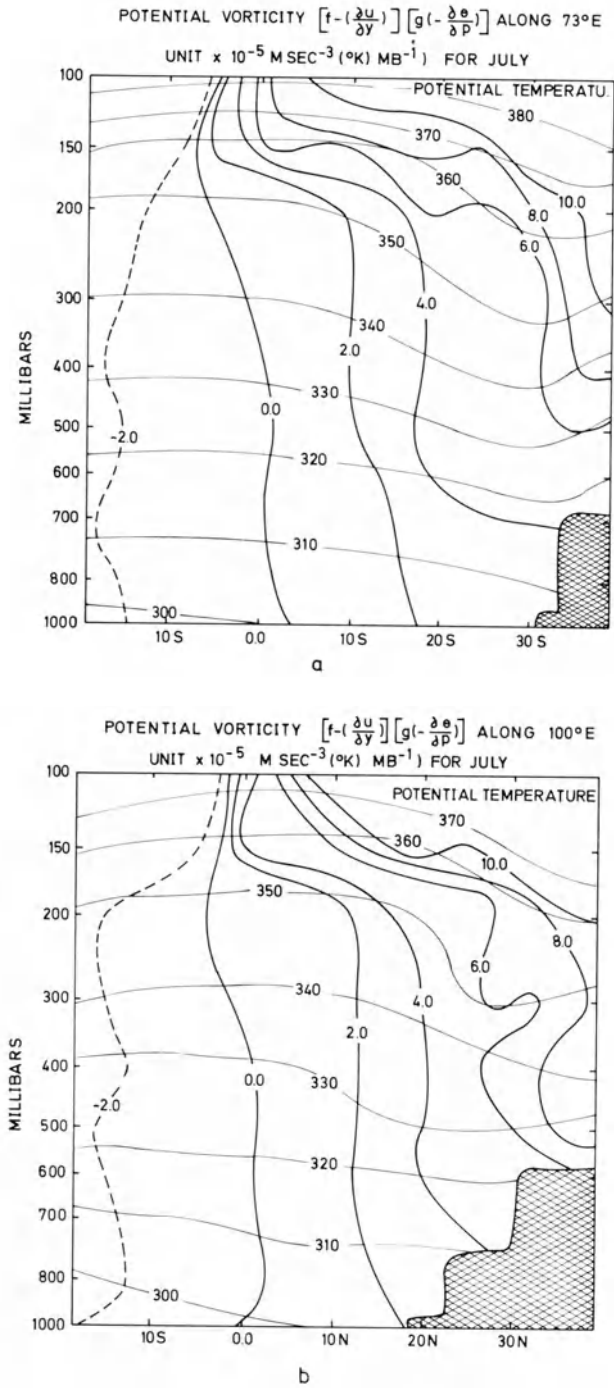 POTENTIAL VORTICITY [f-(∂u/∂y)] [g(-∂θ/∂P)] ALONG 73°E
UNIT x 10⁻⁵ M SEC⁻³ (°K) MB⁻¹) FOR JULY
POTENTIAL TEMPERATU
100
150
200
300
400
500
600
700
800
1000
MILLIBARS
380
370
360
350
340
330
320
310
300
10.0
8.0
6.0
4.0
2.0
0.0
-2.0
10S
0.0
10S
20S
30S
a
POTENTIAL VORTICITY [f-(∂u/∂y)] [g(-∂θ/∂P)] ALONG 100°E
UNIT x 10⁻⁵ M SEC⁻³ (°K) MB⁻¹) FOR JULY
POTENTIAL TEMPERATURE
100
150
200
300
400
500
600
700
800
1000
MILLIBARS
370
360
350
340
330
320
310
300
10.0
8.0
6.0
4.0
2.0
0.0
-2.0
10S
0.0
10N
20N
30N
b